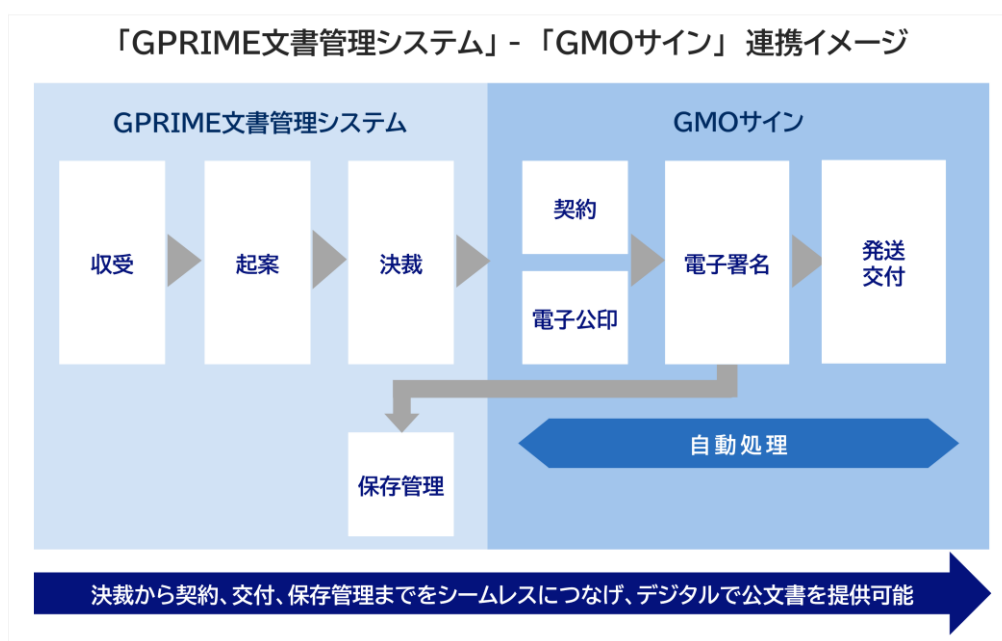 「GPRIME文書管理システム」-「GMOサイン」 連携イメージ
GPRIME文書管理システム
GMOサイン
収受
起案
決裁
契約
電子公印
電子署名
発送
交付
保存管理
自動処理
決裁から契約、交付、保存管理までをシームレスにつなげ、デジタルで公文書を提供可能